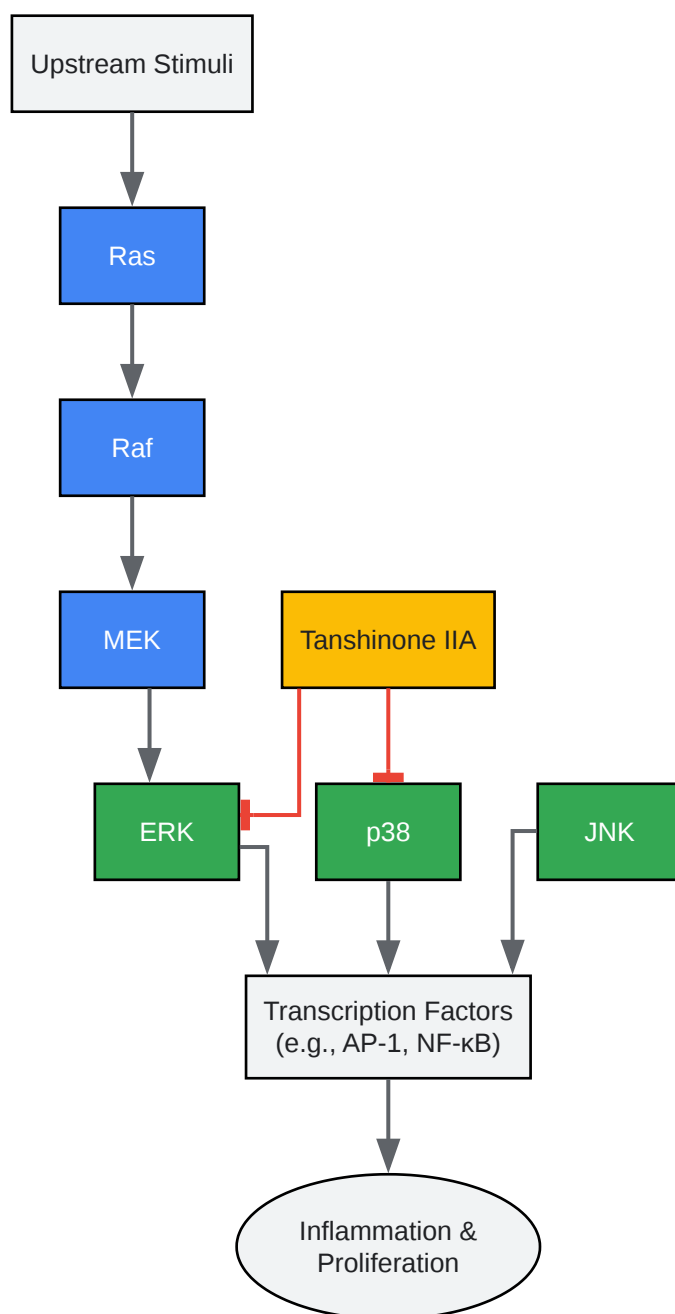 Upstream Stimuli
Ras
Raf
MEK
Tanshinone IIA
ERK
p38
JNK
Transcription Factors
(e.g., AP-1, NF-κB)
Inflammation &
Proliferation